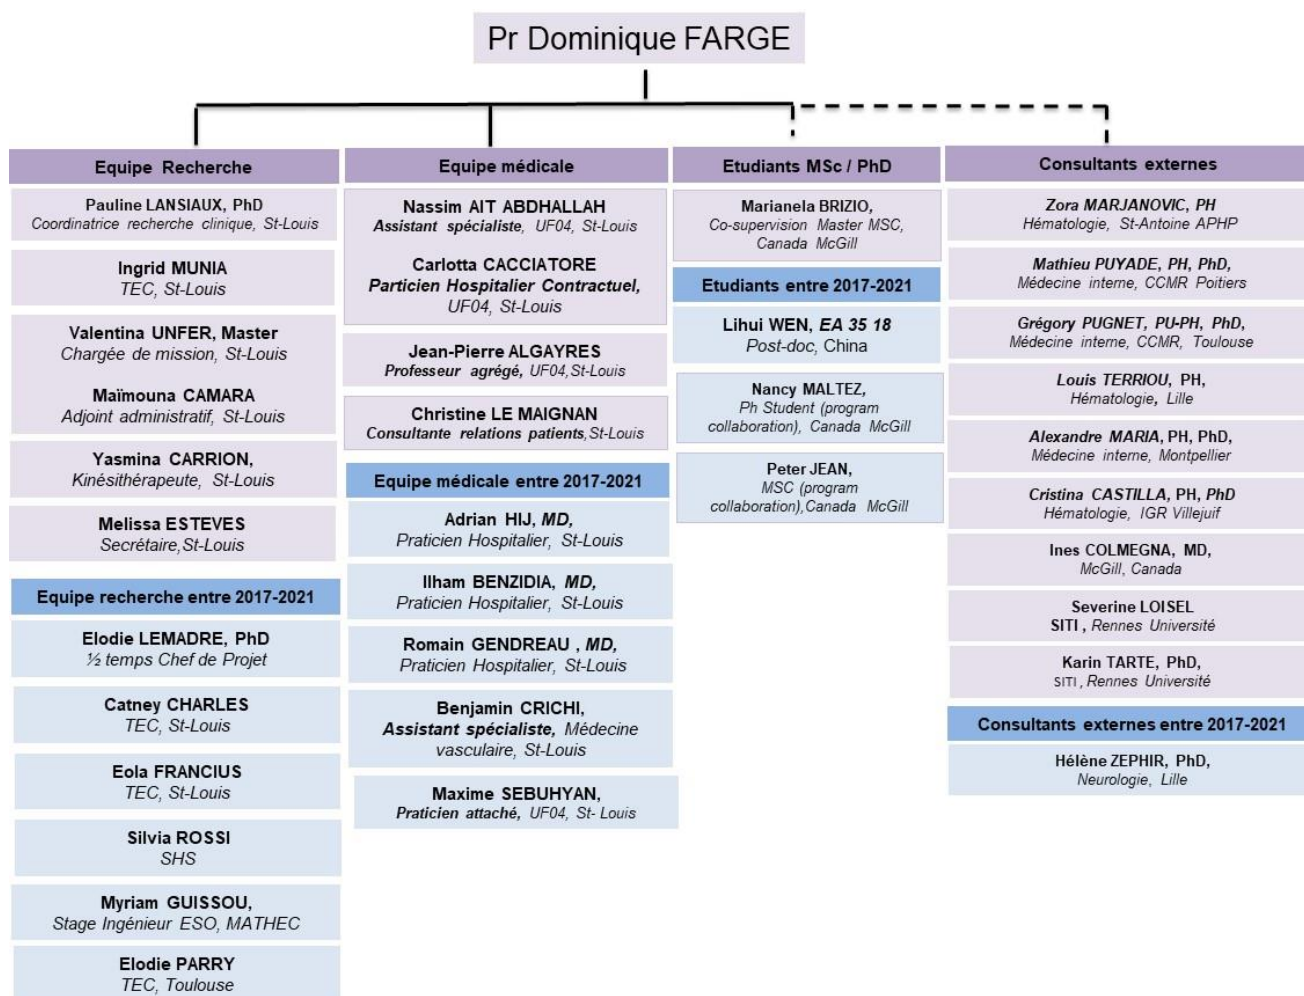 Pr Dominique FARGE
Equipe Recherche
Pauline LANSIAUX, PhD
Coordinatrice recherche clinique, St-Louis
Ingrid MUNIA
TEC, St-Louis
Valentina UNFER, Master
Chargée de mission, St-Louis
Maïmouna CAMARA
Adjoint administratif, St-Louis
Yasmina CARRION,
Kinésithérapeute, St-Louis
Melissa ESTEVES
Secrétaire,St-Louis
Equipe recherche entre 2017-2021
Elodie LEMADRE, PhD
½ temps Chef de Projet
Catney CHARLES
TEC, St-Louis
Eola FRANCIUS
TEC, St-Louis
Silvia ROSSI
SHS
Myriam GUISSOU,
Stage Ingénieur ESO, MATHEC
Elodie PARRY
TEC, Toulouse
Equipe médicale
Nassim AIT ABDHALLAH
Assistant spécialiste, UF04, St-Louis
Carlotta CACCIATORE
Particien Hospitalier Contractuel,
UF04, St-Louis
Jean-Pierre ALGAYRES
Professeur agrégé, UF04,St-Louis
Christine LE MAIGNAN
Consultante relations patients,St-Louis
Equipe médicale entre 2017-2021
Adrian HIJ, MD,
Praticien Hospitalier, St-Louis
Ilham BENZIDIA, MD,
Praticien Hospitalier, St-Louis
Romain GENDREAU , MD,
Praticien Hospitalier, St-Louis
Benjamin CRICHI,
Assistant spécialiste, Médecine
vasculaire, St-Louis
Maxime SEBUHYAN,
Praticien attaché, UF04, St- Louis
Etudiants MSc / PhD
Marianela BRIZIO,
Co-supervision Master MSC,
Canada McGill
Etudiants entre 2017-2021
Lihui WEN, EA 35 18
Post-doc, China
Nancy MALTEZ,
Ph Student (program
collaboration), Canada McGill
Peter JEAN,
MSC (program
collaboration),Canada McGill
Consultants externes
Zora MARJANOVIC, PH
Hématologie, St-Antoine APHP
Mathieu PUYADE, PH, PhD,
Médecine interne, CCMR Poitiers
Grégory PUGNET, PU-PH, PhD,
Médecine interne, CCMR, Toulouse
Louis TERRIOU, PH,
Hématologie, Lille
Alexandre MARIA, PH, PhD,
Médecine interne, Montpellier
Cristina CASTILLA, PH, PhD
Hématologie, IGR Villejuif
Ines COLMEGNA, MD,
McGill, Canada
Severine LOISEL
SITI , Rennes Université
Karin TARTE, PhD,
SITI , Rennes Université
Consultants externes entre 2017-2021
Hélène ZEPHIR, PhD,
Neurologie, Lille